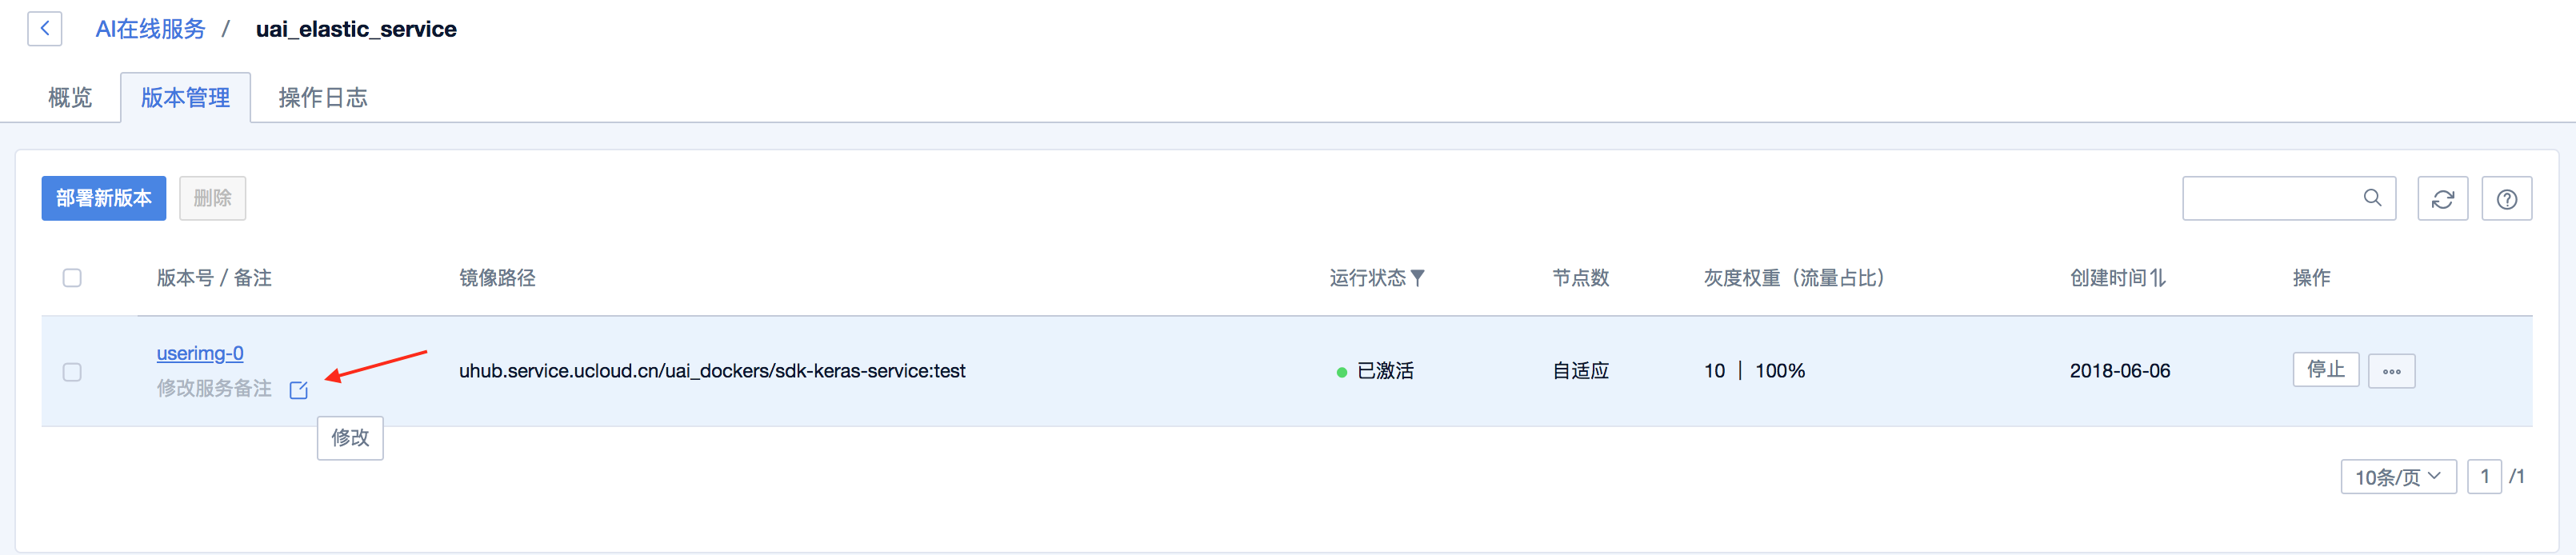 AI在线服务 / uai_elastic_service
概览 版本管理 操作日志
部署新版本 删除
版本号 / 备注 镜像路径 运行状态 节点数 灰度权重（流量占比） 创建时间 操作
userimg-0
修改服务备注
uhub.service.ucloud.cn/uai_dockers/sdk-keras-service:test 已激活 自适应 10 | 100% 2018-06-06 停止
修改
10条/页 1 /1